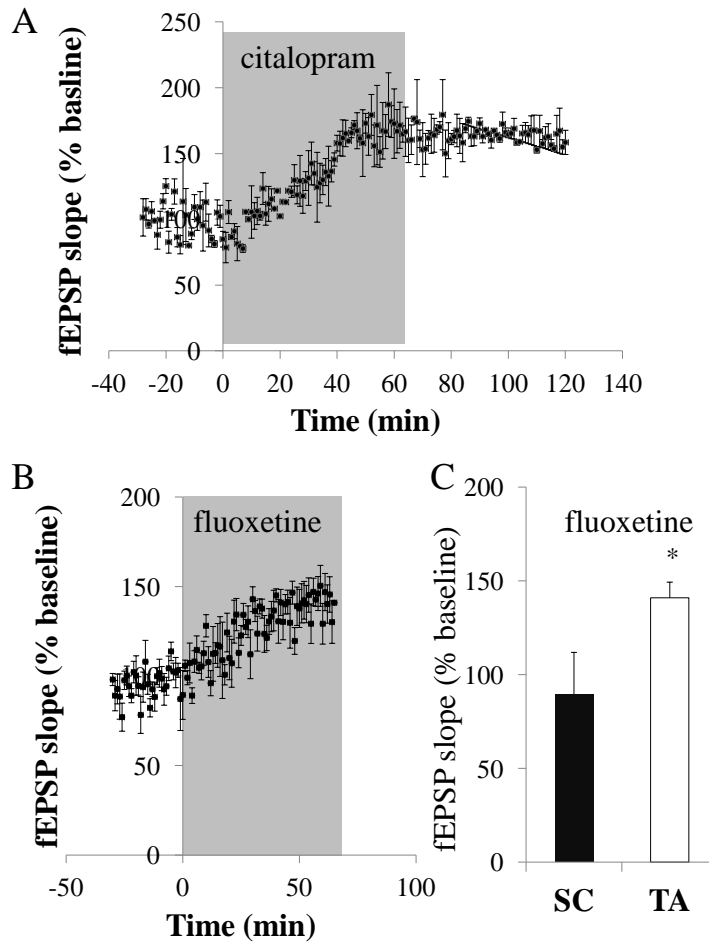 A
fEPSP slope (% basline)
250
200
150
100
50
0
citalopram
-40 -20 0 20 40 60 80 100 120 140
Time (min)
B
fEPSP slope (% baseline)
200
150
100
50
0
fluoxetine
-50 0 50 100
Time (min)
C
fEPSP slope (% baseline)
200
150
100
50
0
fluoxetine
*
SC TA